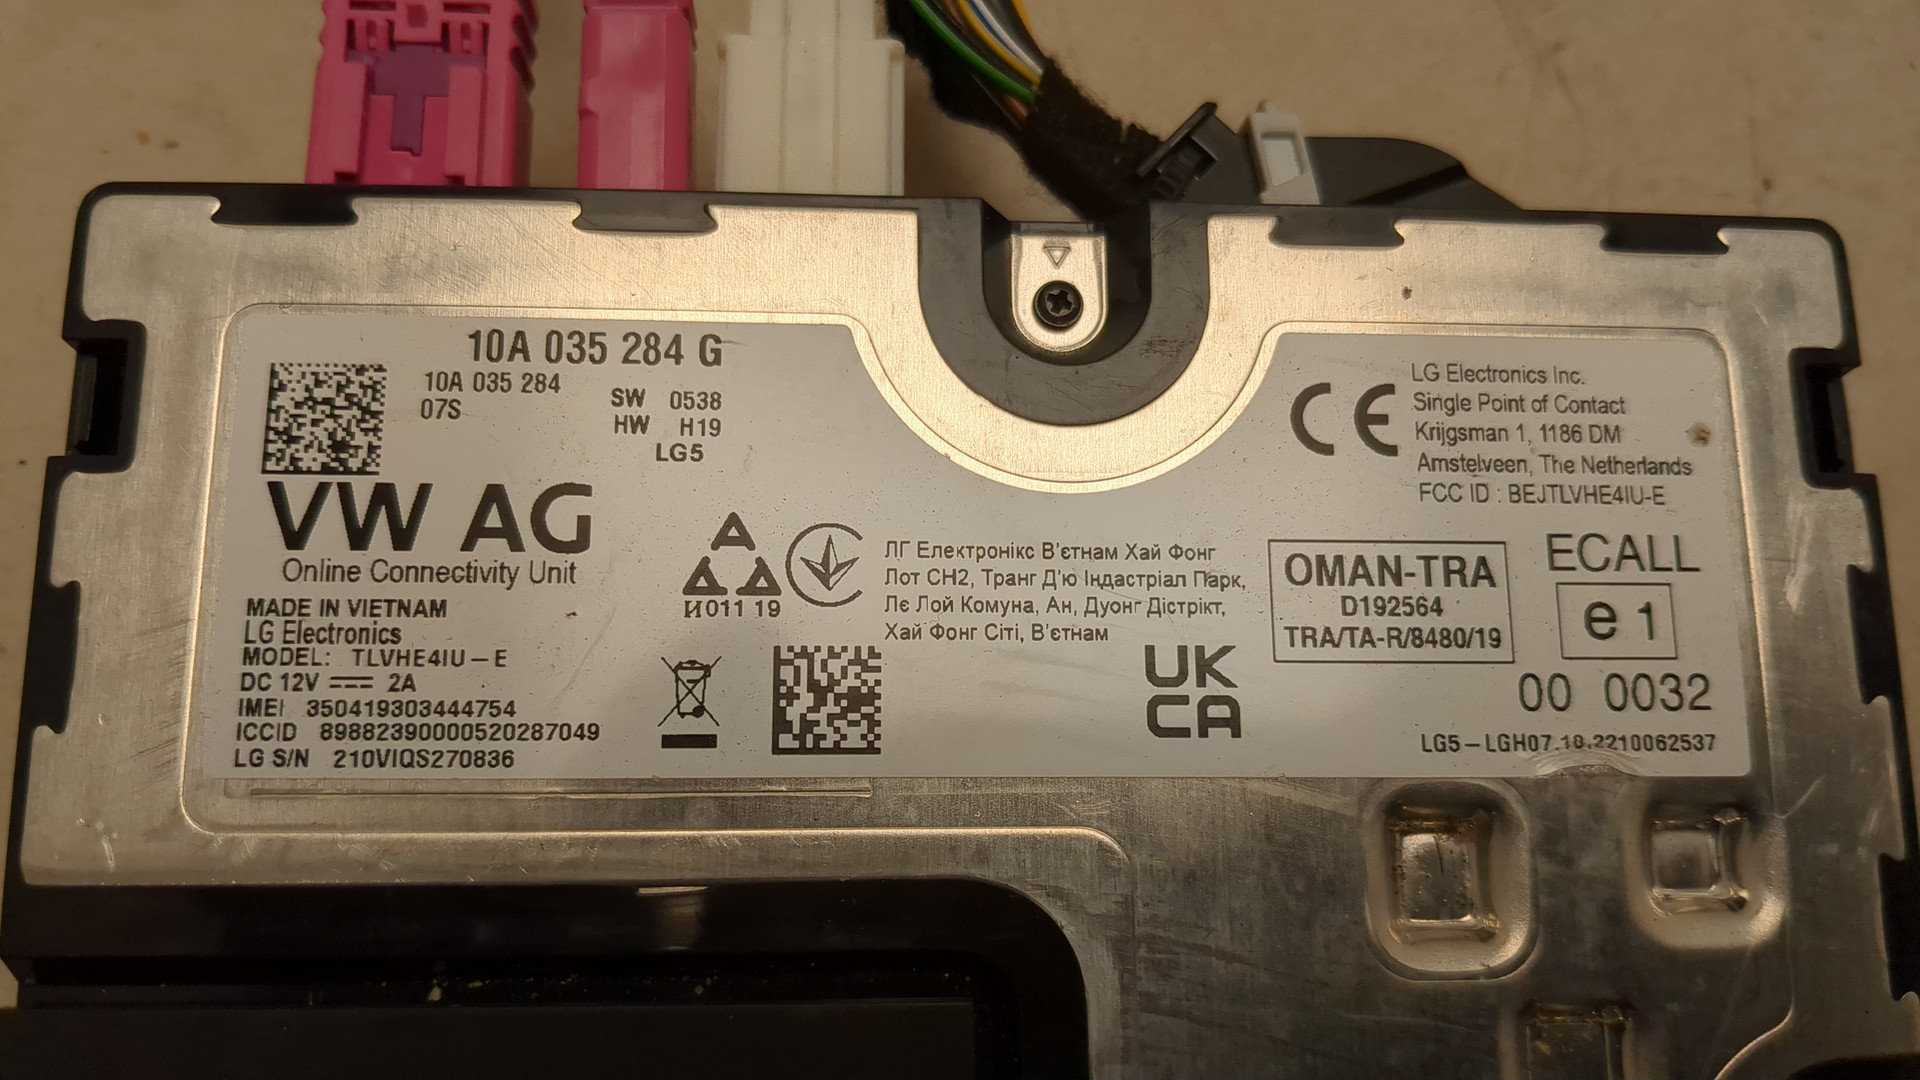 10A 035 284 G
10A 035 284
07S
SW 0538
HW H19
LG5
VW AG
Online Connectivity Unit
MADE IN VIETNAM
LG Electronics
MODEL: TLVHE4IU-E
DC 12V ⎓ 2A
IMEI 350419303444754
ICCID 89882390000520287049
LG S/N 210VIQS270836
И011 19
ЛГ Електронікс В'єтнам Хай Фонг
Лот СН2, Транг Д'ю Індастріал Парк,
Лє Лой Комуна, Ан, Дуонг Дістрікт,
Хай Фонг Сіті, В'єтнам
UK
CA
CE
LG Electronics Inc.
Single Point of Contact
Krijgsman 1, 1186 DM
Amstelveen, The Netherlands
FCC ID : BEJTLVHE4IU-E
OMAN-TRA
D192564
TRA/TA-R/8480/19
ECALL
e1
00 0032
LG5-LGH07.10.2210062537